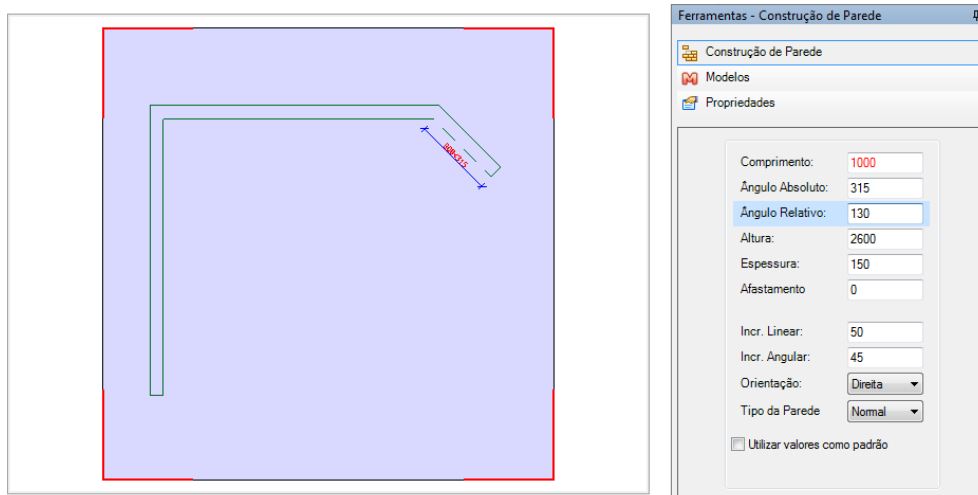 Ferramentas - Construção de Parede
Construção de Parede
Modelos
Propriedades
800<315
Comprimento: 1000
Ângulo Absoluto: 315
Ângulo Relativo: 130
Altura: 2600
Espessura: 150
Afastamento 0
Incr. Linear: 50
Incr. Angular: 45
Orientação: Direita
Tipo da Parede Normal
Utilizar valores como padrão